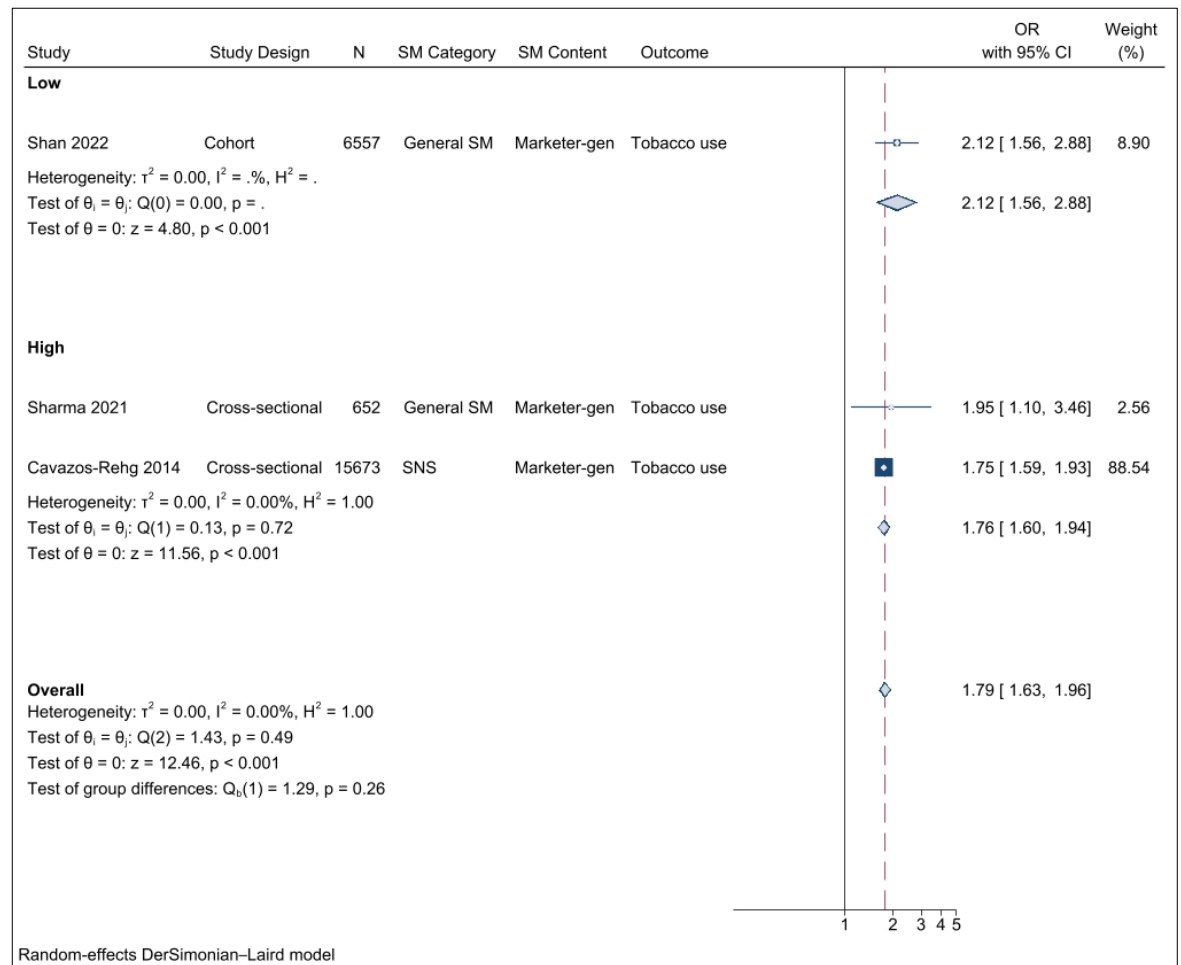 OR Weight
Study Study Design N SM Category SM Content Outcome with 95% CI (%)
Low
Shan 2022 Cohort 6557 General SM Marketer-gen Tobacco use 2.12 [ 1.56, 2.88] 8.90
Heterogeneity: τ² = 0.00, I² = .%, H² = .
Test of θᵢ = θⱼ: Q(0) = 0.00, p = . 2.12 [ 1.56, 2.88]
Test of θ = 0: z = 4.80, p < 0.001
High
Sharma 2021 Cross-sectional 652 General SM Marketer-gen Tobacco use 1.95 [ 1.10, 3.46] 2.56
Cavazos-Rehg 2014 Cross-sectional 15673 SNS Marketer-gen Tobacco use 1.75 [ 1.59, 1.93] 88.54
Heterogeneity: τ² = 0.00, I² = 0.00%, H² = 1.00
Test of θᵢ = θⱼ: Q(1) = 0.13, p = 0.72 1.76 [ 1.60, 1.94]
Test of θ = 0: z = 11.56, p < 0.001
Overall 1.79 [ 1.63, 1.96]
Heterogeneity: τ² = 0.00, I² = 0.00%, H² = 1.00
Test of θᵢ = θⱼ: Q(2) = 1.43, p = 0.49
Test of θ = 0: z = 12.46, p < 0.001
Test of group differences: Q_b(1) = 1.29, p = 0.26
1 2 3 4 5
Random-effects DerSimonian–Laird model